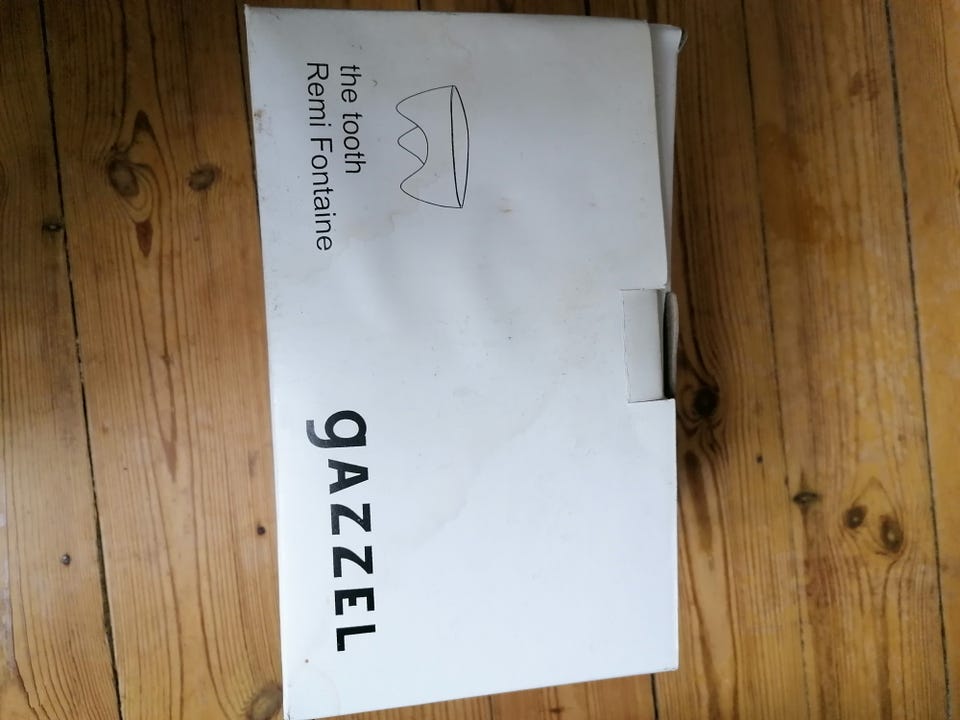 the tooth
Remi Fontaine
gAZZEL